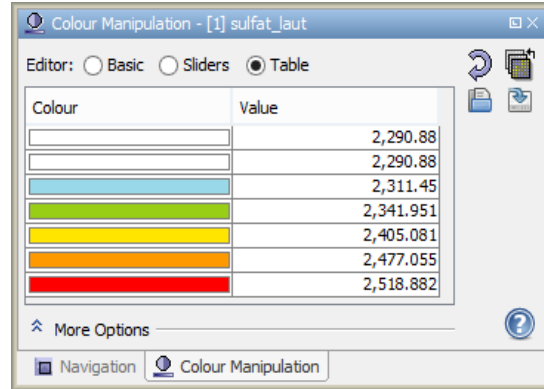 Colour Manipulation - [1] sulfat_laut
Editor: Basic Sliders Table
Colour Value
2,290.88
2,290.88
2,311.45
2,341.951
2,405.081
2,477.055
2,518.882
More Options
Navigation Colour Manipulation